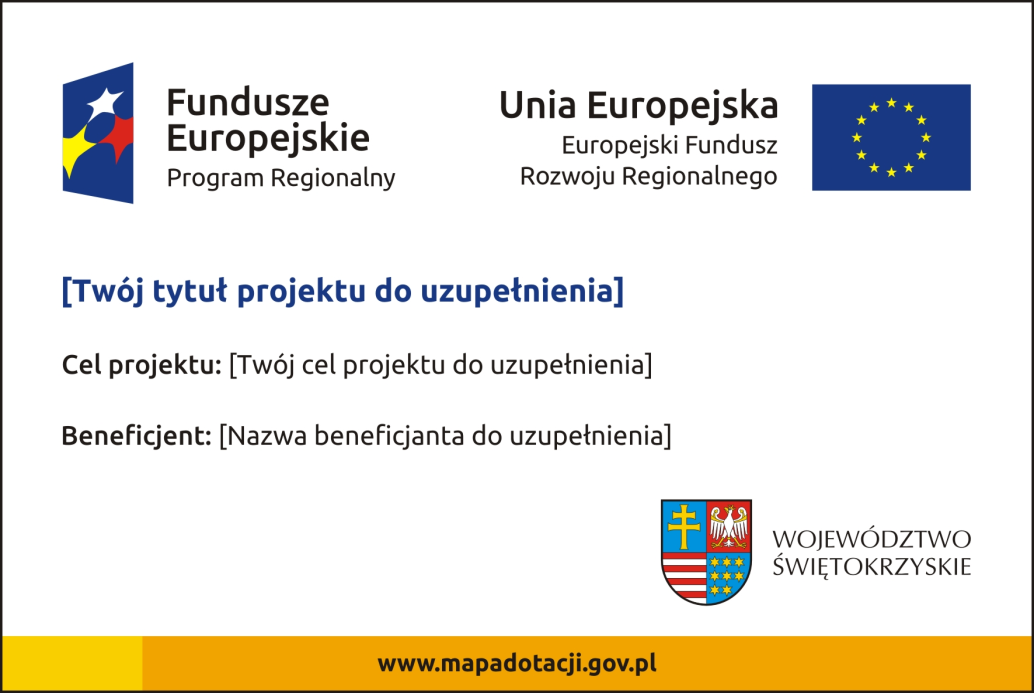 Fundusze
Europejskie
Program Regionalny
Unia Europejska
Europejski Fundusz
Rozwoju Regionalnego
[Twój tytuł projektu do uzupełnienia]
Cel projektu: [Twój cel projektu do uzupełnienia]
Beneficjent: [Nazwa beneficjanta do uzupełnienia]
WOJEWÓDZTWO
ŚWIĘTOKRZYSKIE
www.mapadotacji.gov.pl